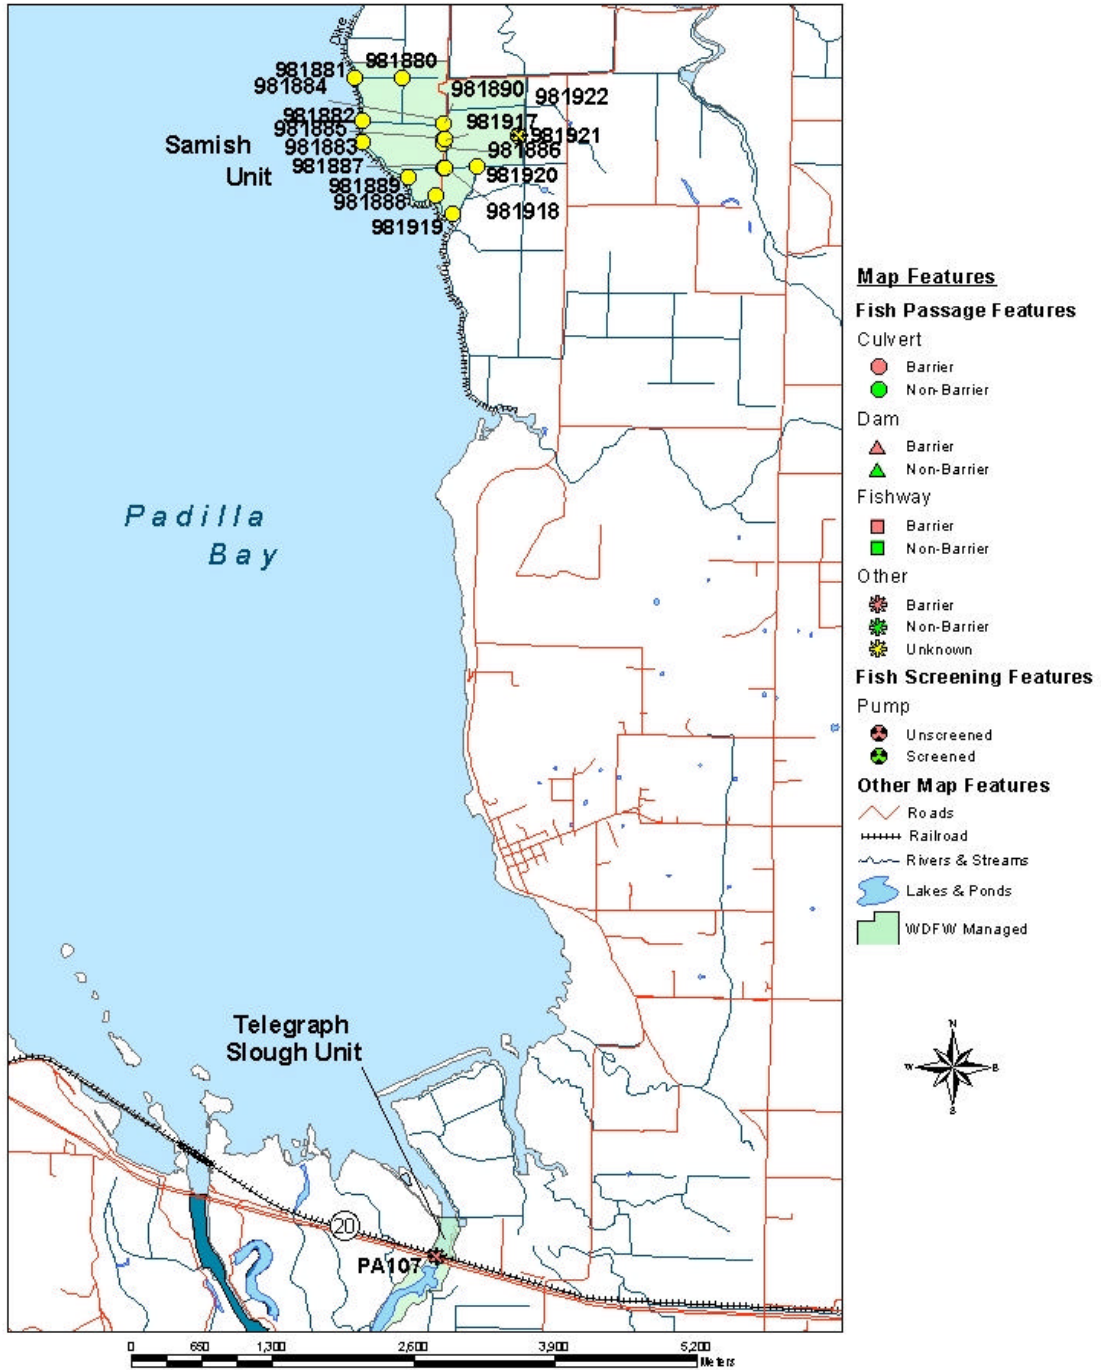 Dike
981880
981881
981884
981890
981922
981882
981917
981885
981921
Samish
981883
981886
Unit
981887
981920
981889
981888
981918
981919
Map Features
Fish Passage Features
Culvert
Barrier
Non-Barrier
Dam
Barrier
Non-Barrier
Fishway
Barrier
Non-Barrier
Other
Barrier
Non-Barrier
Unknown
Fish Screening Features
Pump
Unscreened
Screened
Other Map Features
Roads
Railroad
Rivers & Streams
Lakes & Ponds
WDFW Managed
Padilla
Bay
Telegraph
Slough Unit
N
W E
S
20
PA107
0 650 1,300 2,600 3,900 5,200
Meters